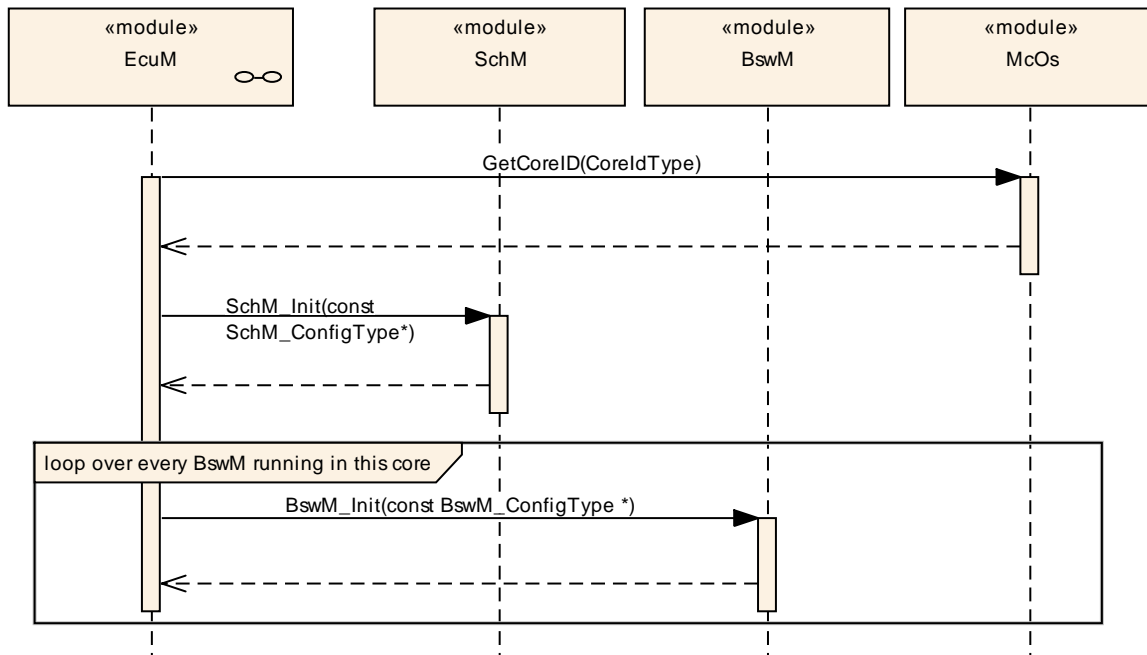 «module»
EcuM
«module»
SchM
«module»
BswM
«module»
McOs
GetCoreID(CoreIdType)
SchM_Init(const
SchM_ConfigType*)
loop over every BswM running in this core
BswM_Init(const BswM_ConfigType *)